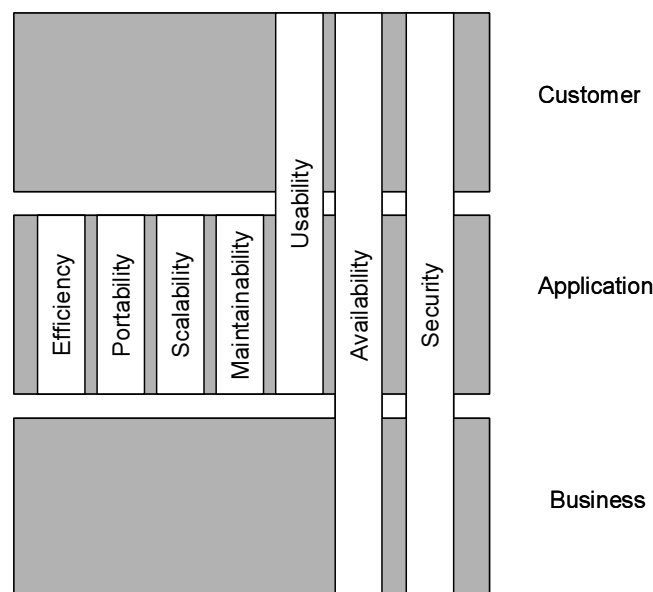 Customer
Usability
Efficiency
Portability
Scalability
Maintainability
Availability
Security
Application
Business